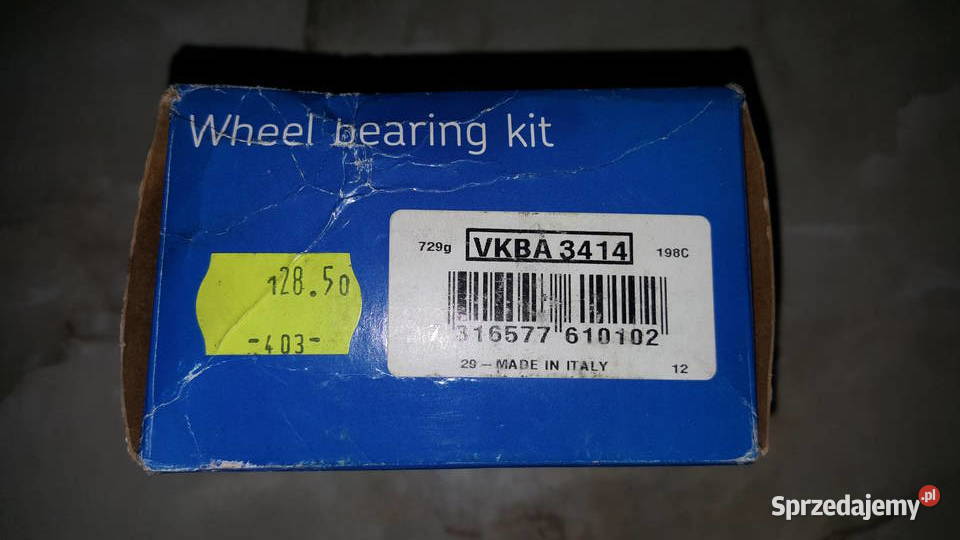 Wheel bearing kit
729g VKBA 3414 198C
316577 610102
29 – MADE IN ITALY 12
128.50
-403-
Sprzedajemy.pl